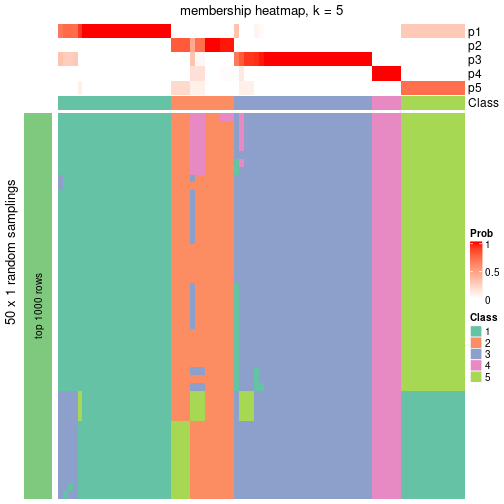 membership heatmap, k = 5
p1
p2
p3
p4
p5
Class
50 x 1 random samplings
top 1000 rows
Prob
1
0.5
0
Class
1
2
3
4
5